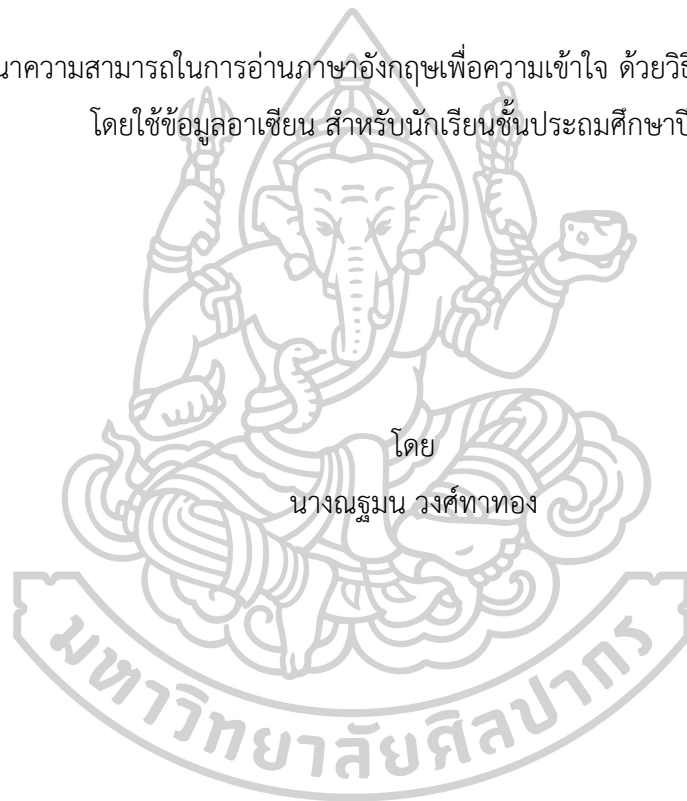 นาความสามารถในการอ่านภาษาอังกฤษเพื่อความเข้าใจ ด้วยวิธี
โดยใช้ข้อมูลอาเซียน สำหรับนักเรียนชั้นประถมศึกษาปี
โดย
นางณฐมน วงศ์ทาทอง
มหาวิทยาลัยศิลปากร